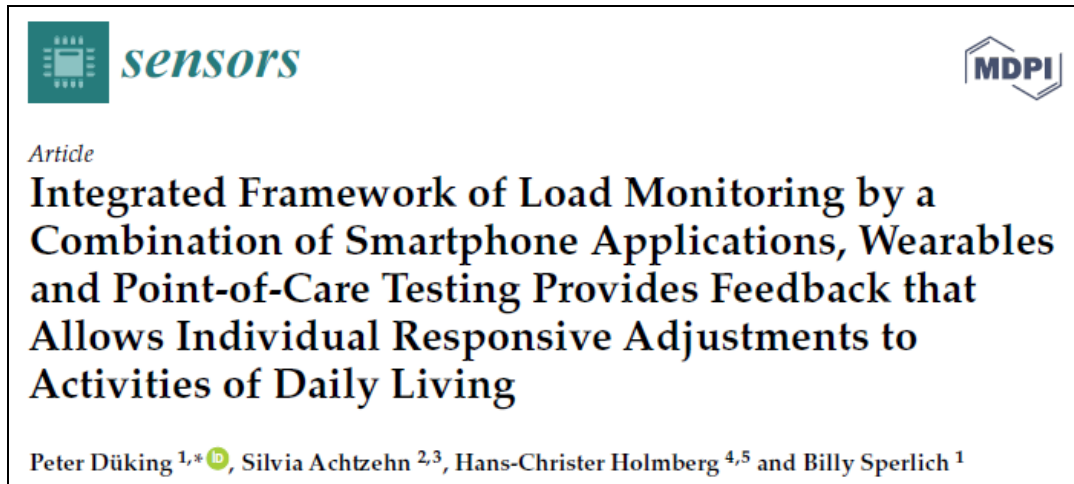 sensors
MDPI
Article
Integrated Framework of Load Monitoring by a
Combination of Smartphone Applications, Wearables
and Point-of-Care Testing Provides Feedback that
Allows Individual Responsive Adjustments to
Activities of Daily Living
Peter Düking 1,* iD, Silvia Achtzehn 2,3, Hans-Christer Holmberg 4,5 and Billy Sperlich 1